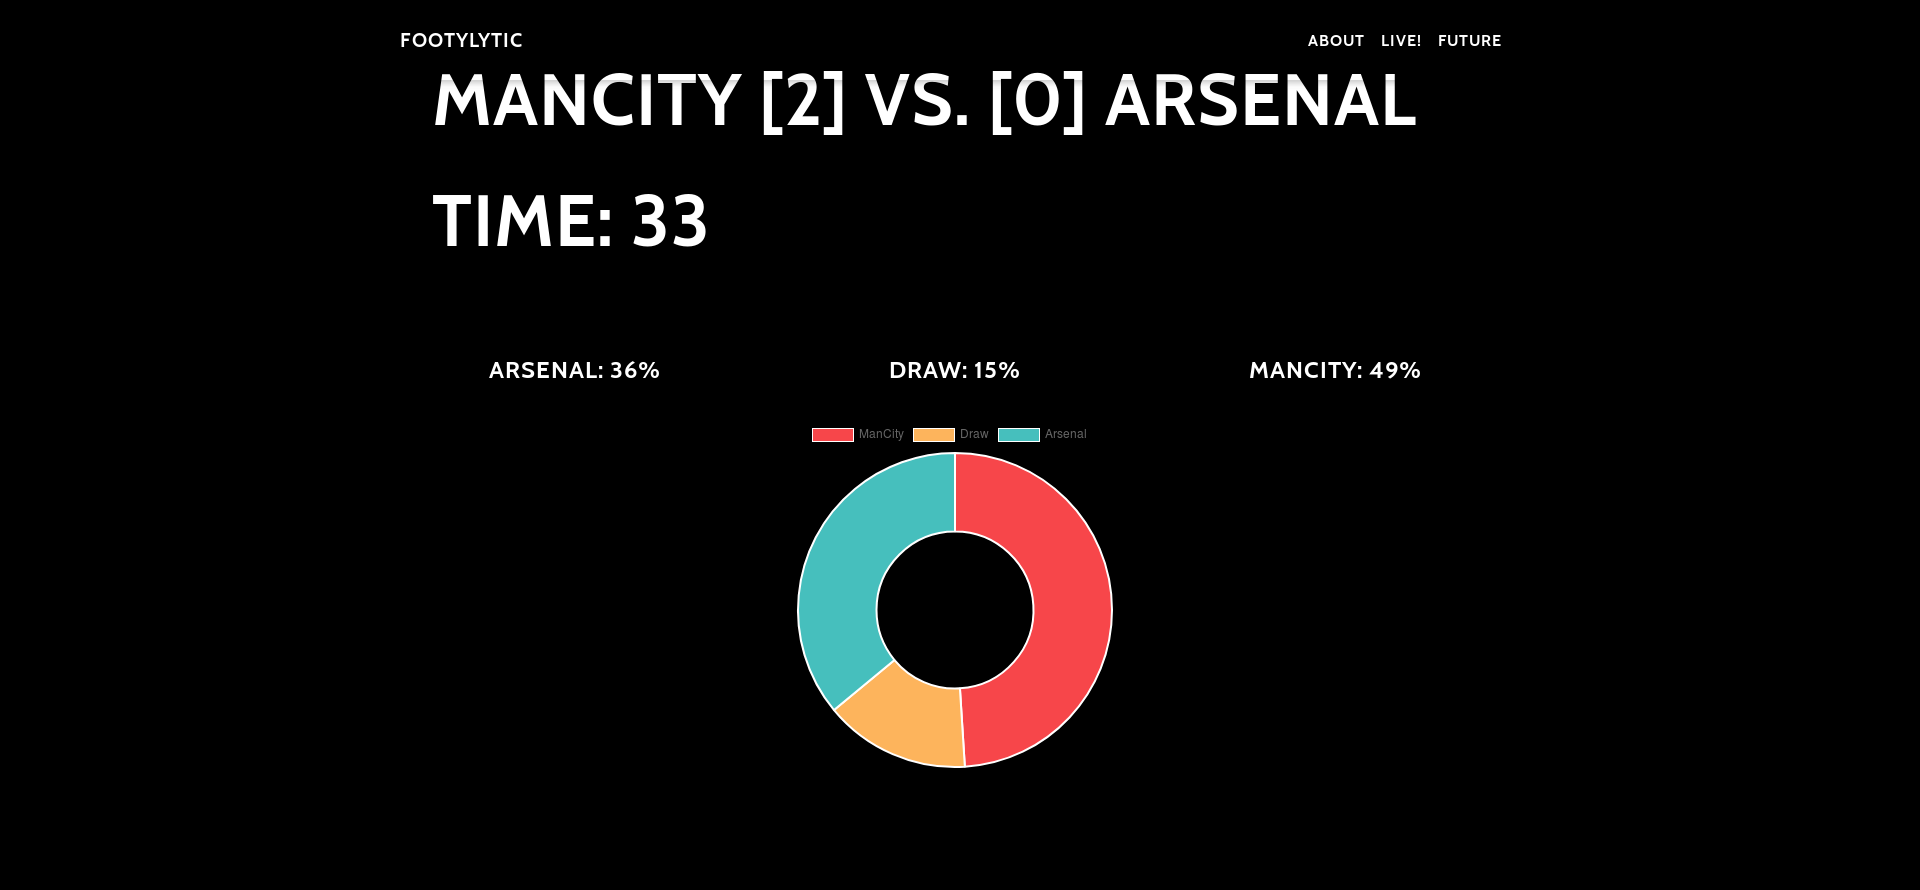 FOOTYLYTIC
ABOUT LIVE! FUTURE
MANCITY [2] VS. [0] ARSENAL
TIME: 33
ARSENAL: 36% DRAW: 15% MANCITY: 49%
ManCity Draw Arsenal